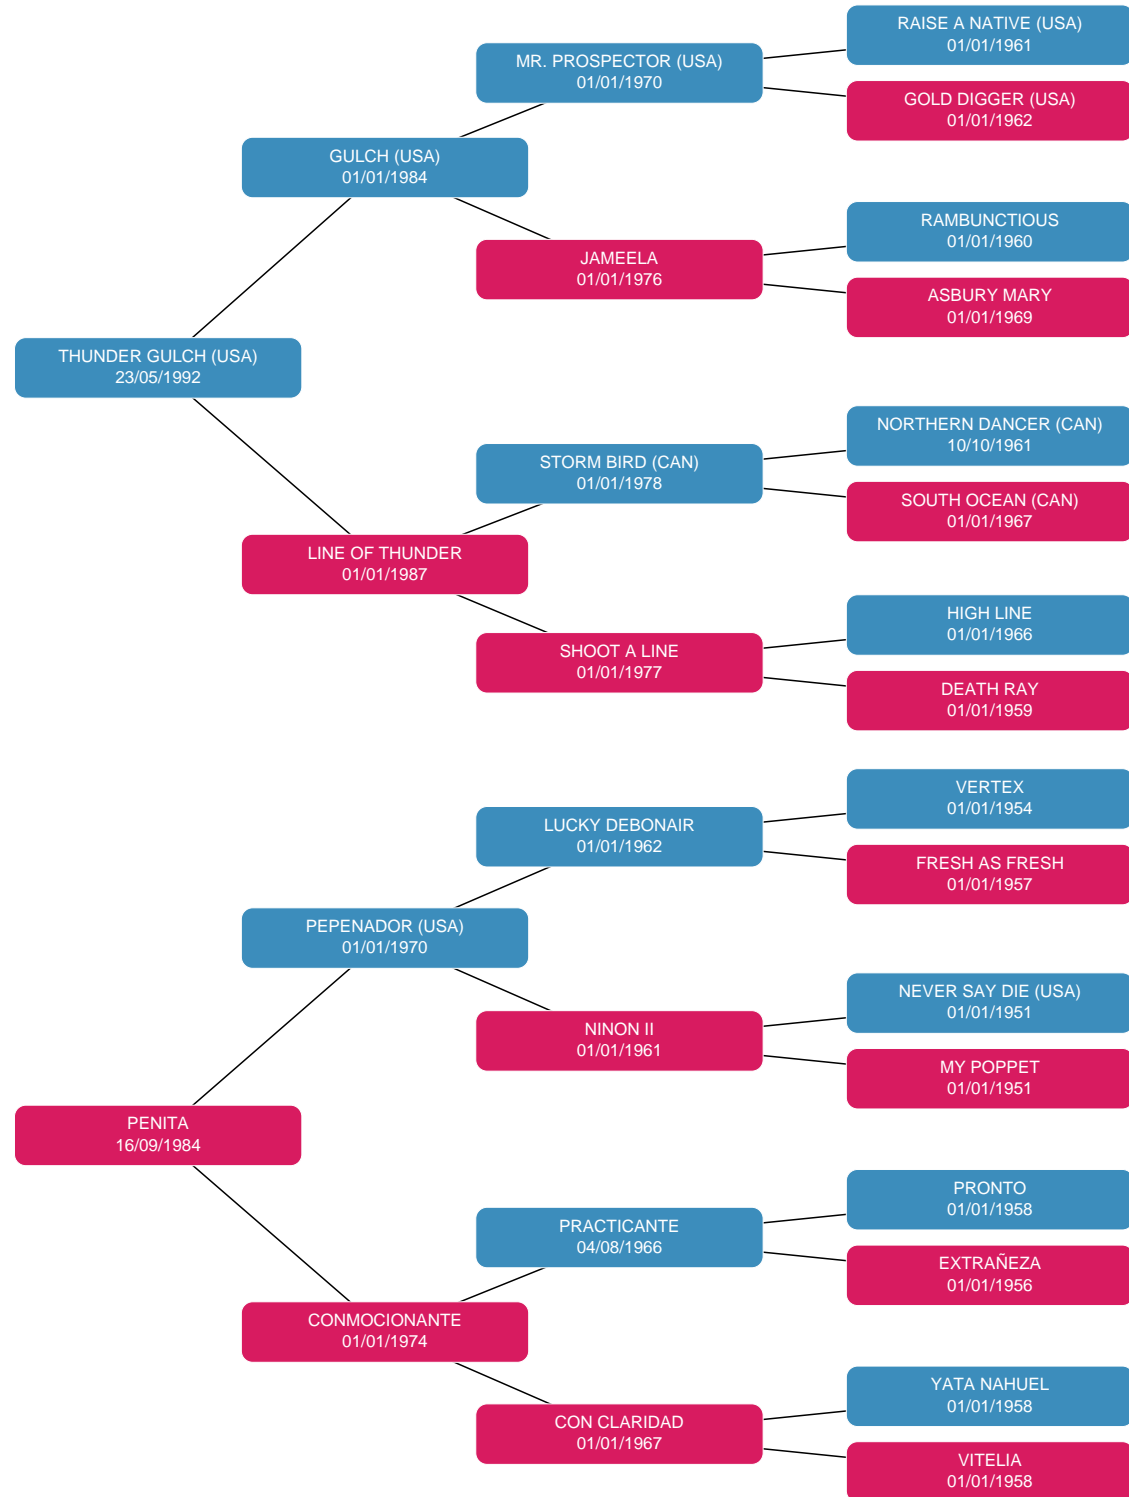 RAISE A NATIVE (USA)
01/01/1961
MR. PROSPECTOR (USA)
01/01/1970
GOLD DIGGER (USA)
01/01/1962
GULCH (USA)
01/01/1984
RAMBUNCTIOUS
01/01/1960
JAMEELA
01/01/1976
ASBURY MARY
01/01/1969
THUNDER GULCH (USA)
23/05/1992
NORTHERN DANCER (CAN)
10/10/1961
STORM BIRD (CAN)
01/01/1978
SOUTH OCEAN (CAN)
01/01/1967
LINE OF THUNDER
01/01/1987
HIGH LINE
01/01/1966
SHOOT A LINE
01/01/1977
DEATH RAY
01/01/1959
VERTEX
01/01/1954
LUCKY DEBONAIR
01/01/1962
FRESH AS FRESH
01/01/1957
PEPENADOR (USA)
01/01/1970
NEVER SAY DIE (USA)
01/01/1951
NINON II
01/01/1961
MY POPPET
01/01/1951
PENITA
16/09/1984
PRONTO
01/01/1958
PRACTICANTE
04/08/1966
EXTRAÑEZA
01/01/1956
CONMOCIONANTE
01/01/1974
YATA NAHUEL
01/01/1958
CON CLARIDAD
01/01/1967
VITELIA
01/01/1958